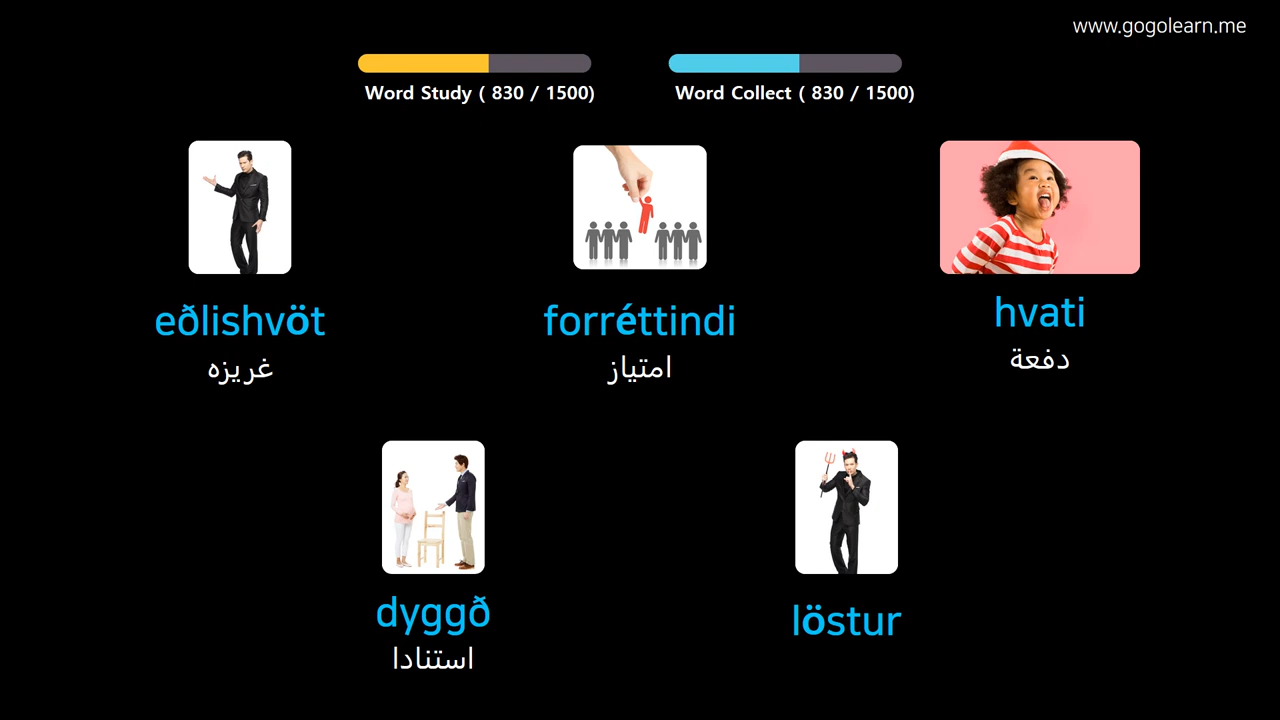 www.gogolearn.me
Word Study ( 830 / 1500)
Word Collect ( 830 / 1500)
eðlishvöt
غريزه
forréttindi
امتياز
hvati
دفعة
dyggð
استنادا
löstur